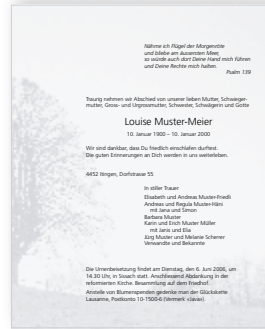 Nähme ich Flügel der Morgenröte
und bliebe am äussersten Meer,
so würde auch dort Deine Hand mich führen
und Deine Rechte mich halten.
Psalm 139
Traurig nehmen wir Abschied von unserer lieben Mutter, Schwieger-
mutter, Gross- und Urgrossmutter, Schwester, Schwägerin und Gotte
Louise Muster-Meier
10. Januar 1900 – 10. Januar 2000
Wir sind dankbar, dass Du friedlich einschlafen durftest.
Die guten Erinnerungen an Dich werden in uns weiterleben.
4452 Itingen, Dorfstrasse 55
In stiller Trauer
Elisabeth und Andreas Muster-Friedli
Andreas und Regula Muster-Häni
mit Jana und Simon
Barbara Muster
Karin und Erich Muster Müller
mit Janis und Elia
Jürg Muster und Melanie Scherrer
Verwandte und Bekannte
Die Urnenbeisetzung findet am Dienstag, den 6. Juni 2006, um
14.30 Uhr, in Sissach statt. Anschliessend Abdankung in der
reformierten Kirche. Besammlung auf dem Friedhof.
Anstelle von Blumenspenden gedenke man der Glückskette
Lausanne, Postkonto 10-1500-6 (Vermerk «Java»).